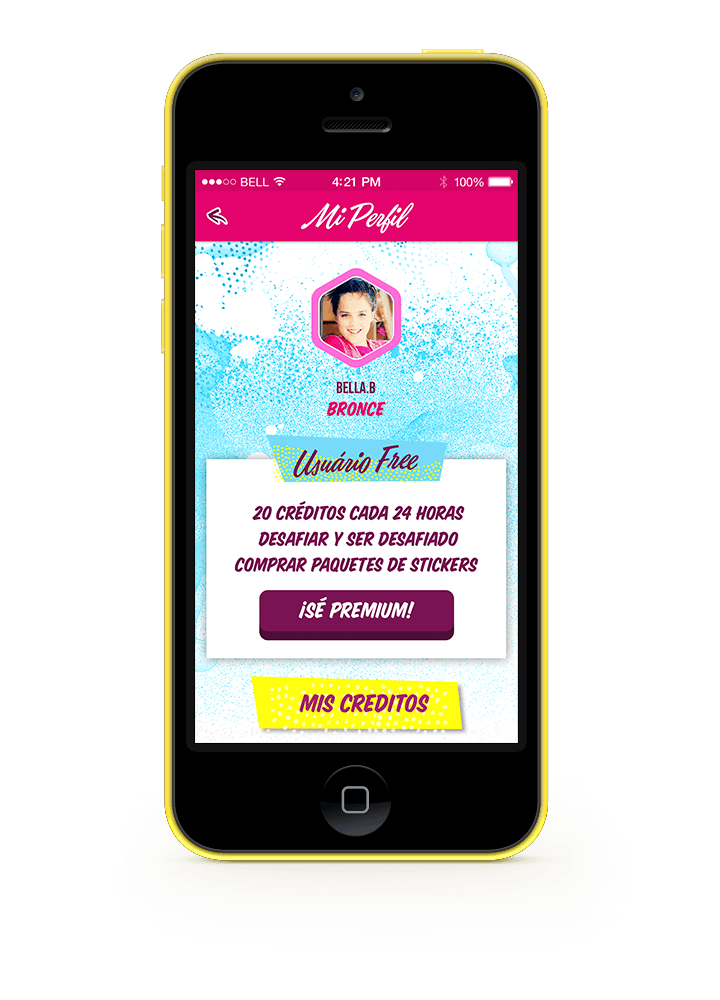 BELL 4:21 PM 100%
Mi Perfil
BELLA.B
BRONCE
Usuário Free
20 CRÉDITOS CADA 24 HORAS
DESAFIAR Y SER DESAFIADO
COMPRAR PAQUETES DE STICKERS
¡SÉ PREMIUM!
MIS CREDITOS